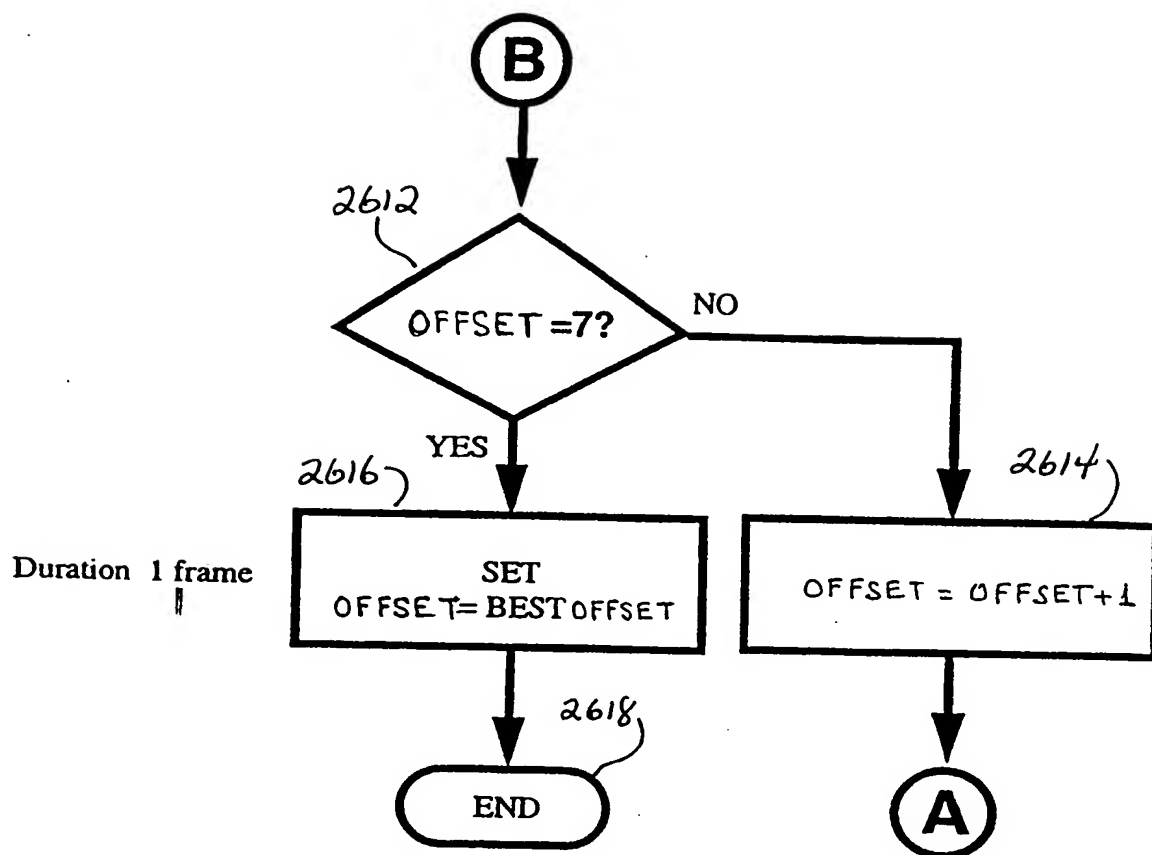 B
2612
OFFSET =7?
NO
YES
2616
2614
Duration 1 frame
SET
OFFSET= BEST OFFSET
OFFSET = OFFSET+1
2618
END
A